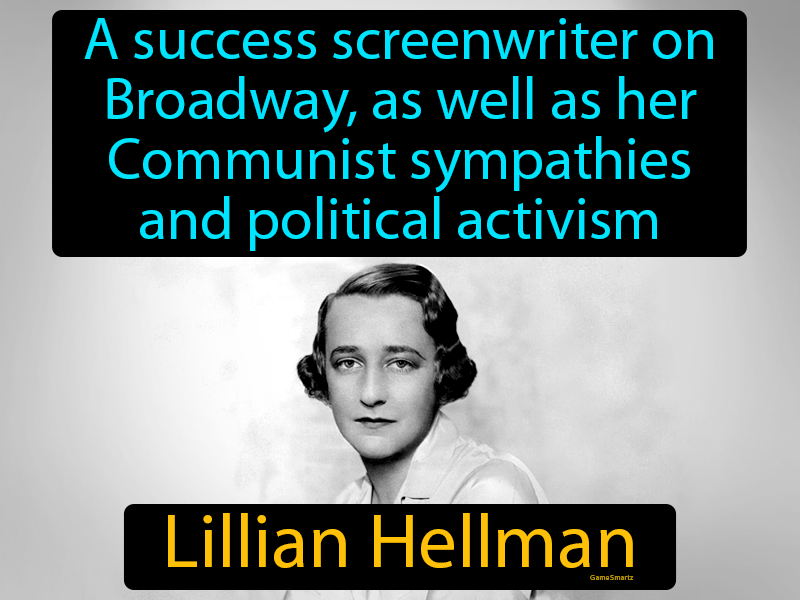 A success screenwriter on
Broadway, as well as her
Communist sympathies
and political activism
Lillian Hellman
GameSmartz